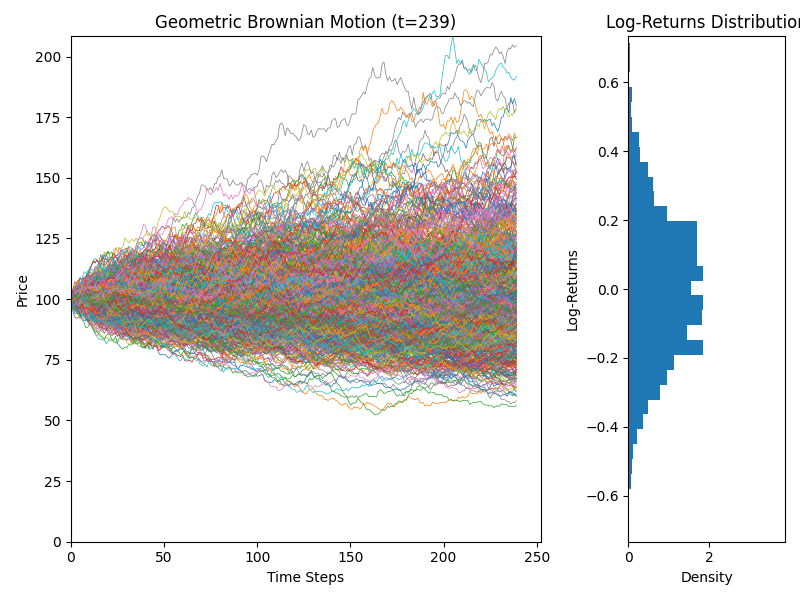 Geometric Brownian Motion (t=239)
Price
200
175
150
125
100
75
50
25
0
0 50 100 150 200 250
Time Steps
Log-Returns Distribution
Log-Returns
0.6
0.4
0.2
0.0
−0.2
−0.4
−0.6
0 2
Density